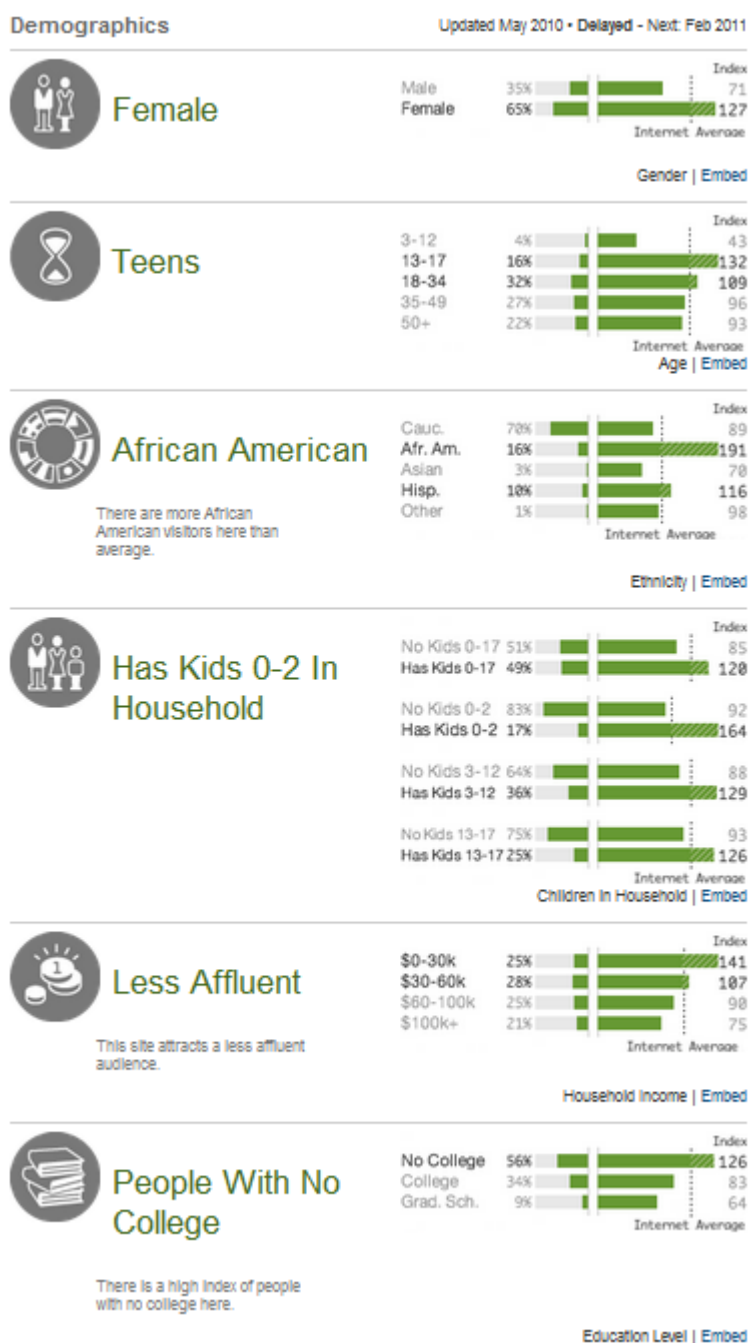 Demographics
Updated May 2010 • Delayed - Next: Feb 2011
Index
Male 35% 71
Female
Female 65% 127
Internet Average
Gender | Embed
Index
3-12 4% 43
Teens
13-17 16% 132
18-34 32% 109
35-49 27% 96
50+ 22% 93
Internet Average
Age | Embed
Index
Cauc. 70% 89
African American
Afr. Am. 16% 191
Asian 3% 70
Hisp. 10% 116
Other 1% 98
There are more African
American visitors here than
average.
Internet Average
Ethnicity | Embed
Index
No Kids 0-17 51% 85
Has Kids 0-17 49% 120
Has Kids 0-2 In
Household
No Kids 0-2 83% 92
Has Kids 0-2 17% 164
No Kids 3-12 64% 88
Has Kids 3-12 36% 129
No Kids 13-17 75% 93
Has Kids 13-17 25% 126
Internet Average
Children in Household | Embed
1
Index
$0-30k 25% 141
Less Affluent
$30-60k 28% 107
$60-100k 25% 90
$100k+ 21% 75
This site attracts a less affluent
audience.
Internet Average
Household Income | Embed
Index
No College 56% 126
People With No
College
College 34% 83
Grad. Sch. 9% 64
Internet Average
There is a high index of people
with no college here.
Education Level | Embed